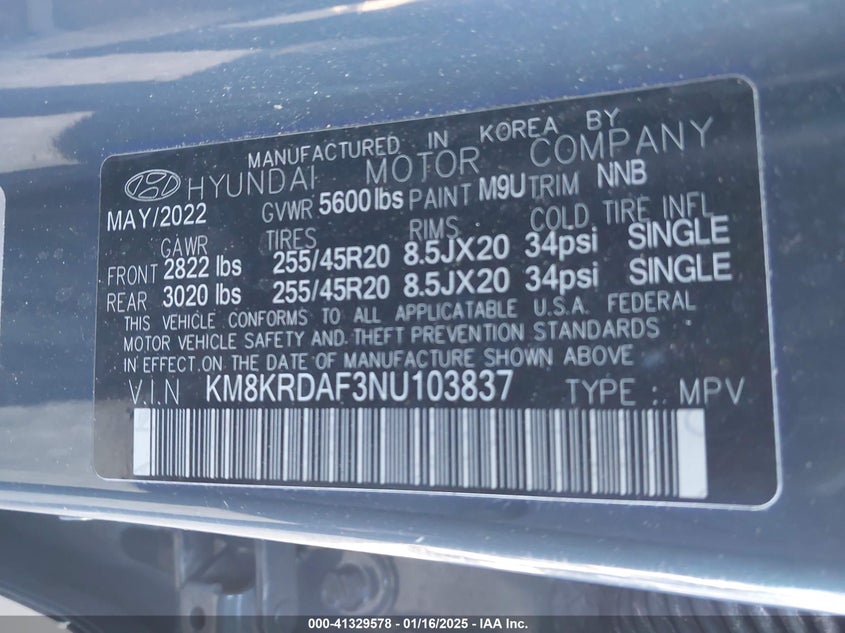 MANUFACTURED IN KOREA BY
HYUNDAI MOTOR COMPANY
MAY/2022 GVWR 5600lbs PAINT M9U TRIM NNB
GAWR TIRES RIMS COLD TIRE INFL
FRONT 2822 lbs 255/45R20 8.5JX20 34psi SINGLE
REAR 3020 lbs 255/45R20 8.5JX20 34psi SINGLE
THIS VEHICLE CONFORMS TO ALL APPLICATABLE U.S.A. FEDERAL
MOTOR VEHICLE SAFETY AND THEFT PREVENTION STANDARDS
IN EFFECT ON THE DATE OF MANUFACTURE SHOWN ABOVE
V.I.N KM8KRDAF3NU103837 TYPE : MPV
000-41329578 - 01/16/2025 - IAA Inc.